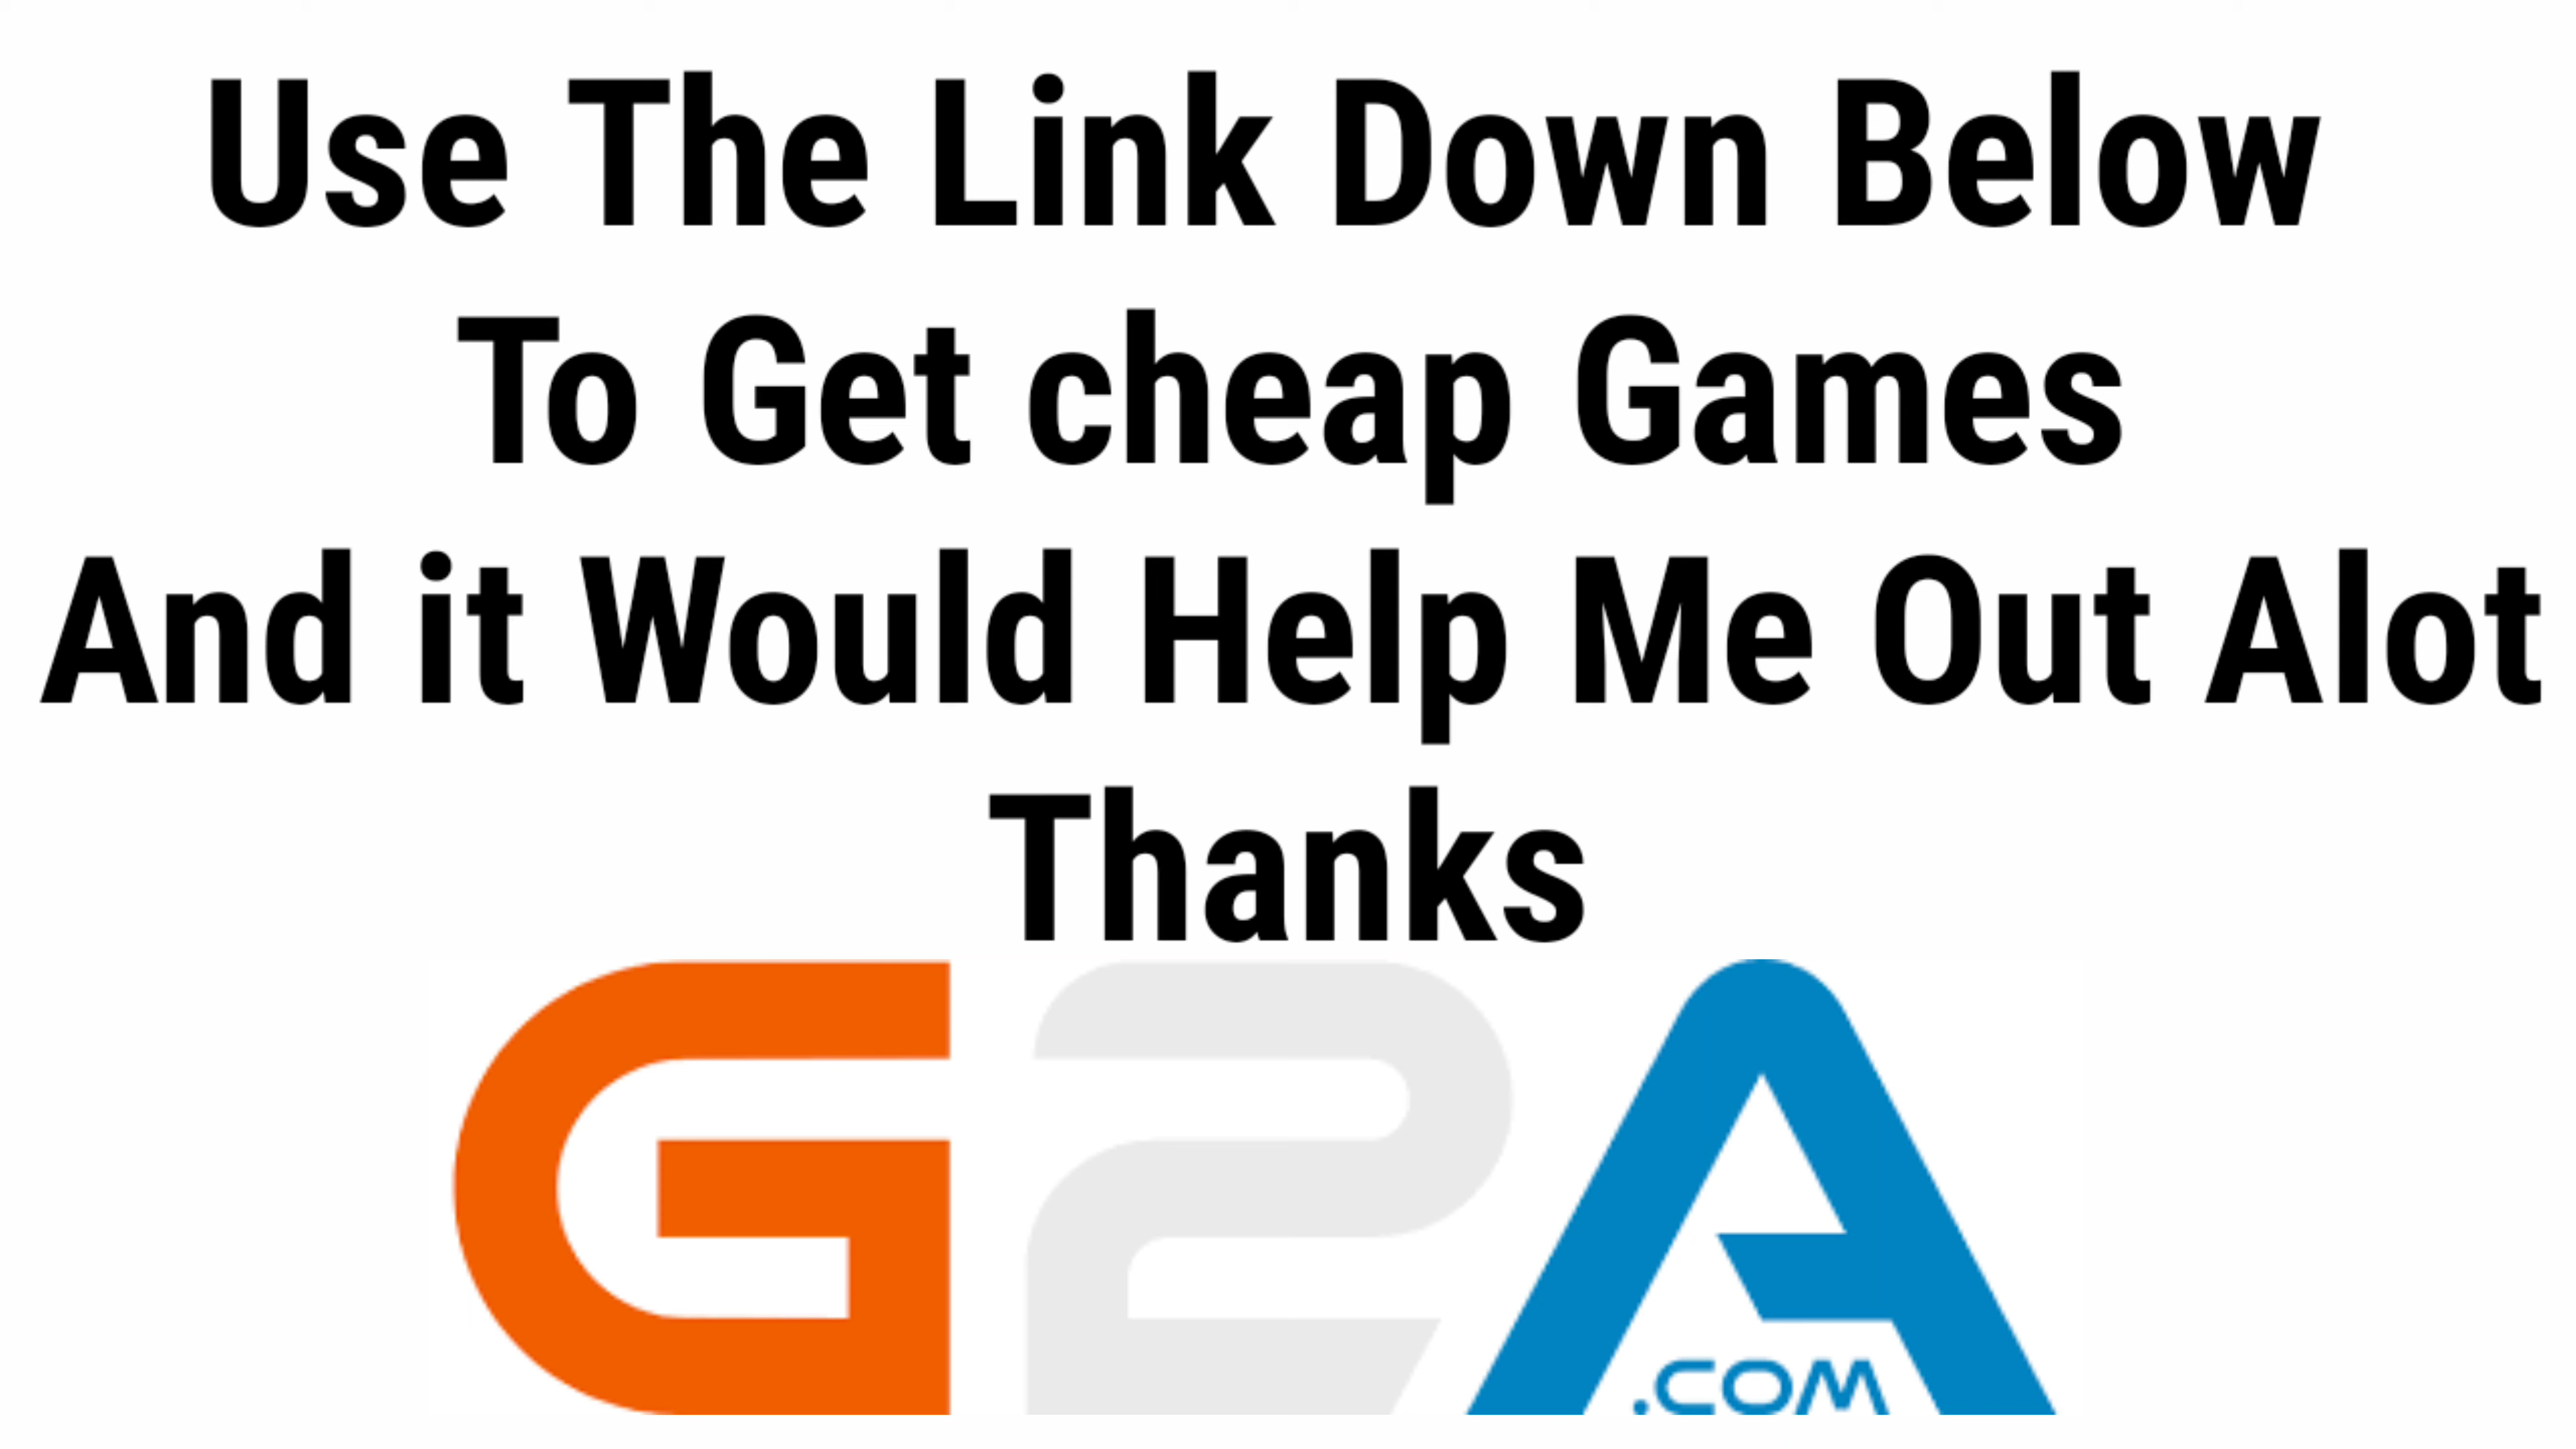 Use The Link Down Below
To Get cheap Games
And it Would Help Me Out Alot
Thanks
G2A
.COM